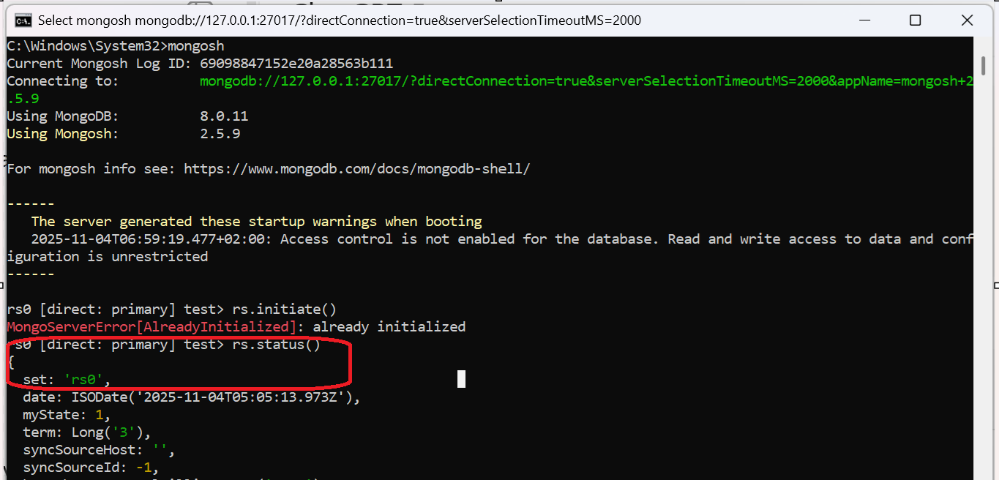 Select mongosh mongodb://127.0.0.1:27017/?directConnection=true&serverSelectionTimeoutMS=2000
C:\Windows\System32>mongosh
Current Mongosh Log ID: 69098847152e20a28563b111
Connecting to:          mongodb://127.0.0.1:27017/?directConnection=true&serverSelectionTimeoutMS=2000&appName=mongosh+2
.5.9
Using MongoDB:          8.0.11
Using Mongosh:          2.5.9
For mongosh info see: https://www.mongodb.com/docs/mongodb-shell/
------
   The server generated these startup warnings when booting
   2025-11-04T06:59:19.477+02:00: Access control is not enabled for the database. Read and write access to data and conf
iguration is unrestricted
------
rs0 [direct: primary] test> rs.initiate()
MongoServerError[AlreadyInitialized]: already initialized
rs0 [direct: primary] test> rs.status()
{
  set: 'rs0',
  date: ISODate('2025-11-04T05:05:13.973Z'),
  myState: 1,
  term: Long('3'),
  syncSourceHost: '',
  syncSourceId: -1,